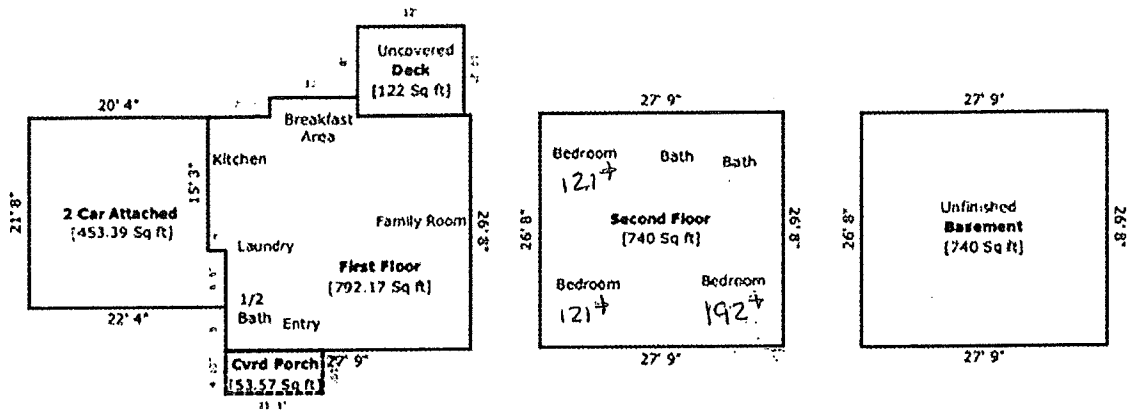 12'
Uncovered
Deck
[122 Sq ft]
20' 4"
Breakfast
Area
Kitchen
15' 3"
21' 8"
2 Car Attached
[453.39 Sq ft]
Laundry
Family Room
26' 8"
First Floor
[792.17 Sq ft]
1/2
Bath
Entry
22' 4"
27' 9"
Cvrd Porch
[53.57 Sq ft]
11' 1"
27' 9"
Bedroom
121
Bath
Bath
26' 8"
Second Floor
[740 Sq ft]
26' 8"
Bedroom
121
Bedroom
192
27' 9"
27' 9"
26' 8"
Unfinished
Basement
[740 Sq ft]
26' 8"
27' 9"